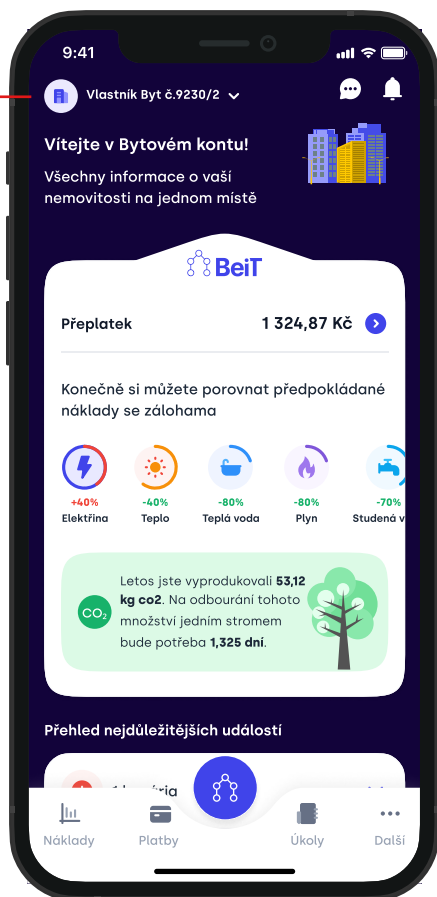 9:41
Vlastník Byt č.9230/2
Vítejte v Bytovém kontu!
Všechny informace o vaší
nemovitosti na jednom místě
BeiT
Přeplatek 1 324,87 Kč
Konečně si můžete porovnat předpokládané
náklady se zálohama
+40% -40% -80% -80% -70%
Elektřina Teplo Teplá voda Plyn Studená v
CO₂
Letos jste vyprodukovali 53,12
kg co2. Na odbourání tohoto
množství jedním stromem
bude potřeba 1,325 dní.
Přehled nejdůležitějších událostí
Náklady Platby Úkoly Další